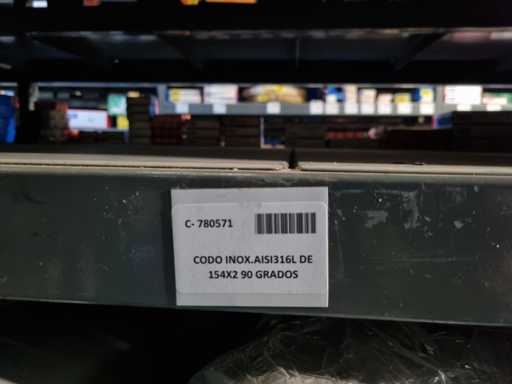 C- 780571
CODO INOX.AISI316L DE
154X2 90 GRADOS